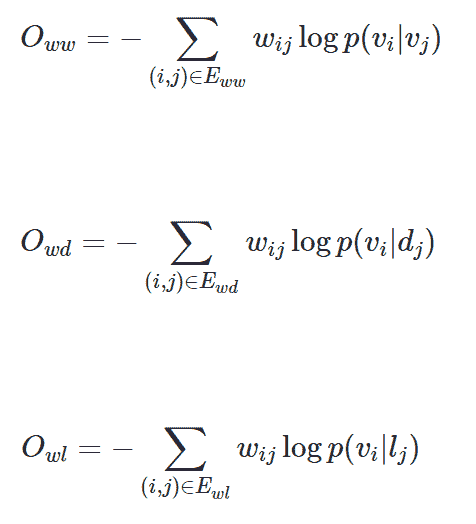 $O_{ww} = -\sum_{(i,j)\in E_{ww}} w_{ij} \log p(v_i|v_j)$
$O_{wd} = -\sum_{(i,j)\in E_{wd}} w_{ij} \log p(v_i|d_j)$
$O_{wl} = -\sum_{(i,j)\in E_{wl}} w_{ij} \log p(v_i|l_j)$